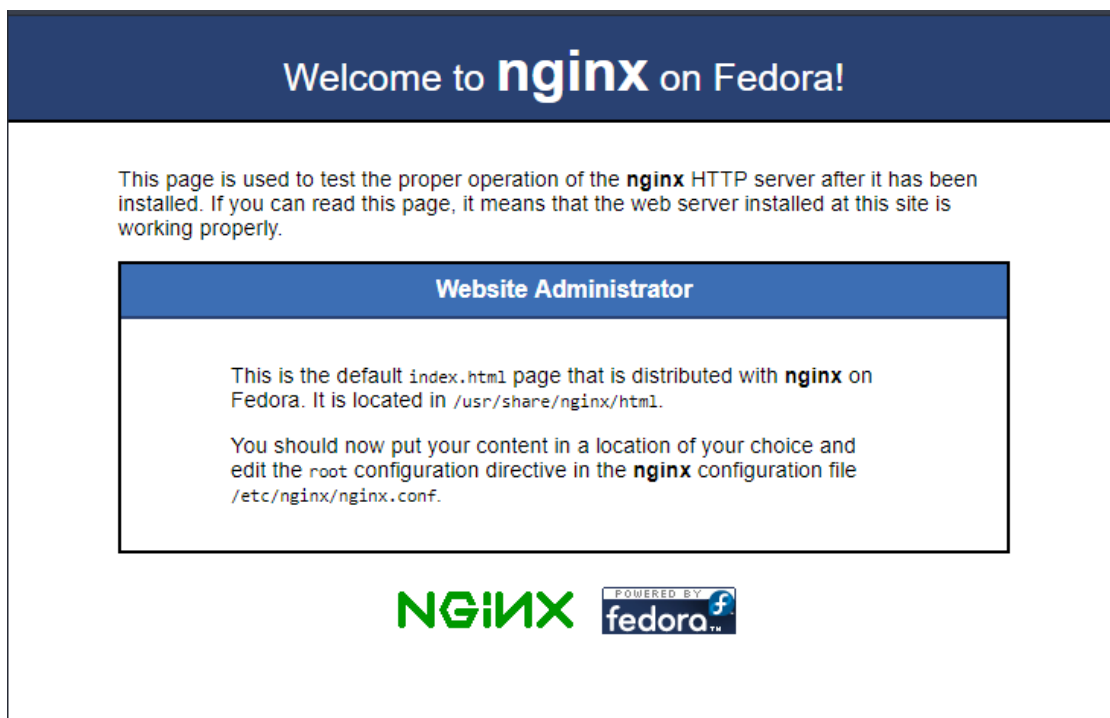 Welcome to nginx on Fedora!
This page is used to test the proper operation of the nginx HTTP server after it has been
installed. If you can read this page, it means that the web server installed at this site is
working properly.
Website Administrator
This is the default index.html page that is distributed with nginx on
Fedora. It is located in /usr/share/nginx/html.
You should now put your content in a location of your choice and
edit the root configuration directive in the nginx configuration file
/etc/nginx/nginx.conf.
NGiNX
POWERED BY
fedora™